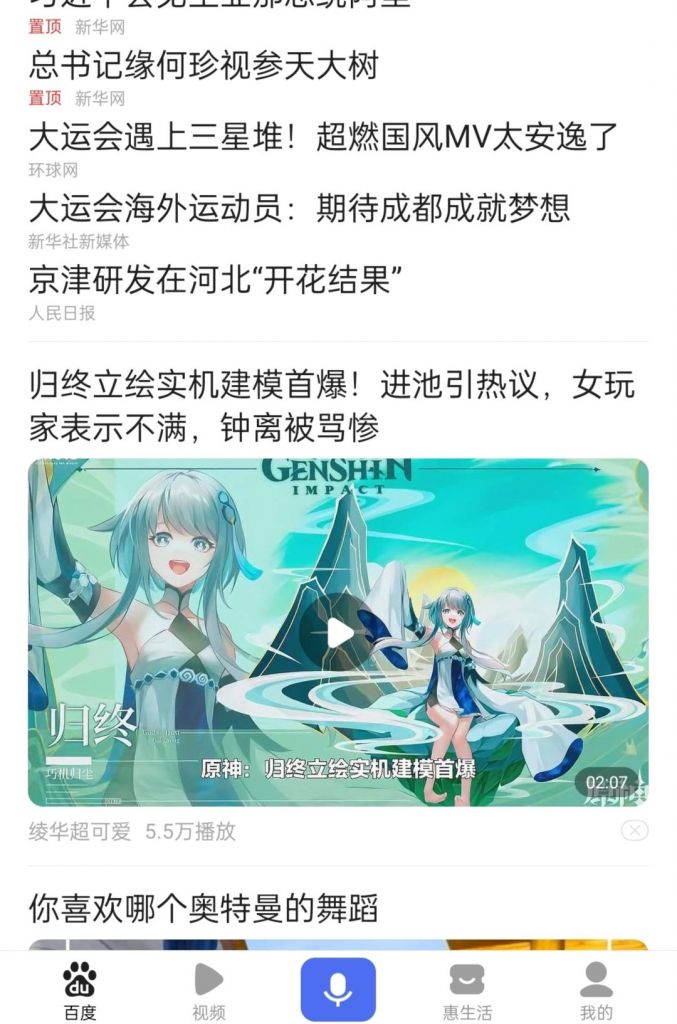 置顶 新华网
总书记缘何珍视参天大树
置顶 新华网
大运会遇上三星堆！超燃国风MV太安逸了
环球网
大运会海外运动员：期待成都成就梦想
新华社新媒体
京津研发在河北“开花结果”
人民日报
归终立绘实机建模首爆！进池引热议，女玩
家表示不满，钟离被骂惨
GENSHIN
IMPACT
归终
巧机归尘
原神：归终立绘实机建模首爆
02:07
绫华超可爱 5.5万播放
你喜欢哪个奥特曼的舞蹈
du
百度
视频
惠生活
我的